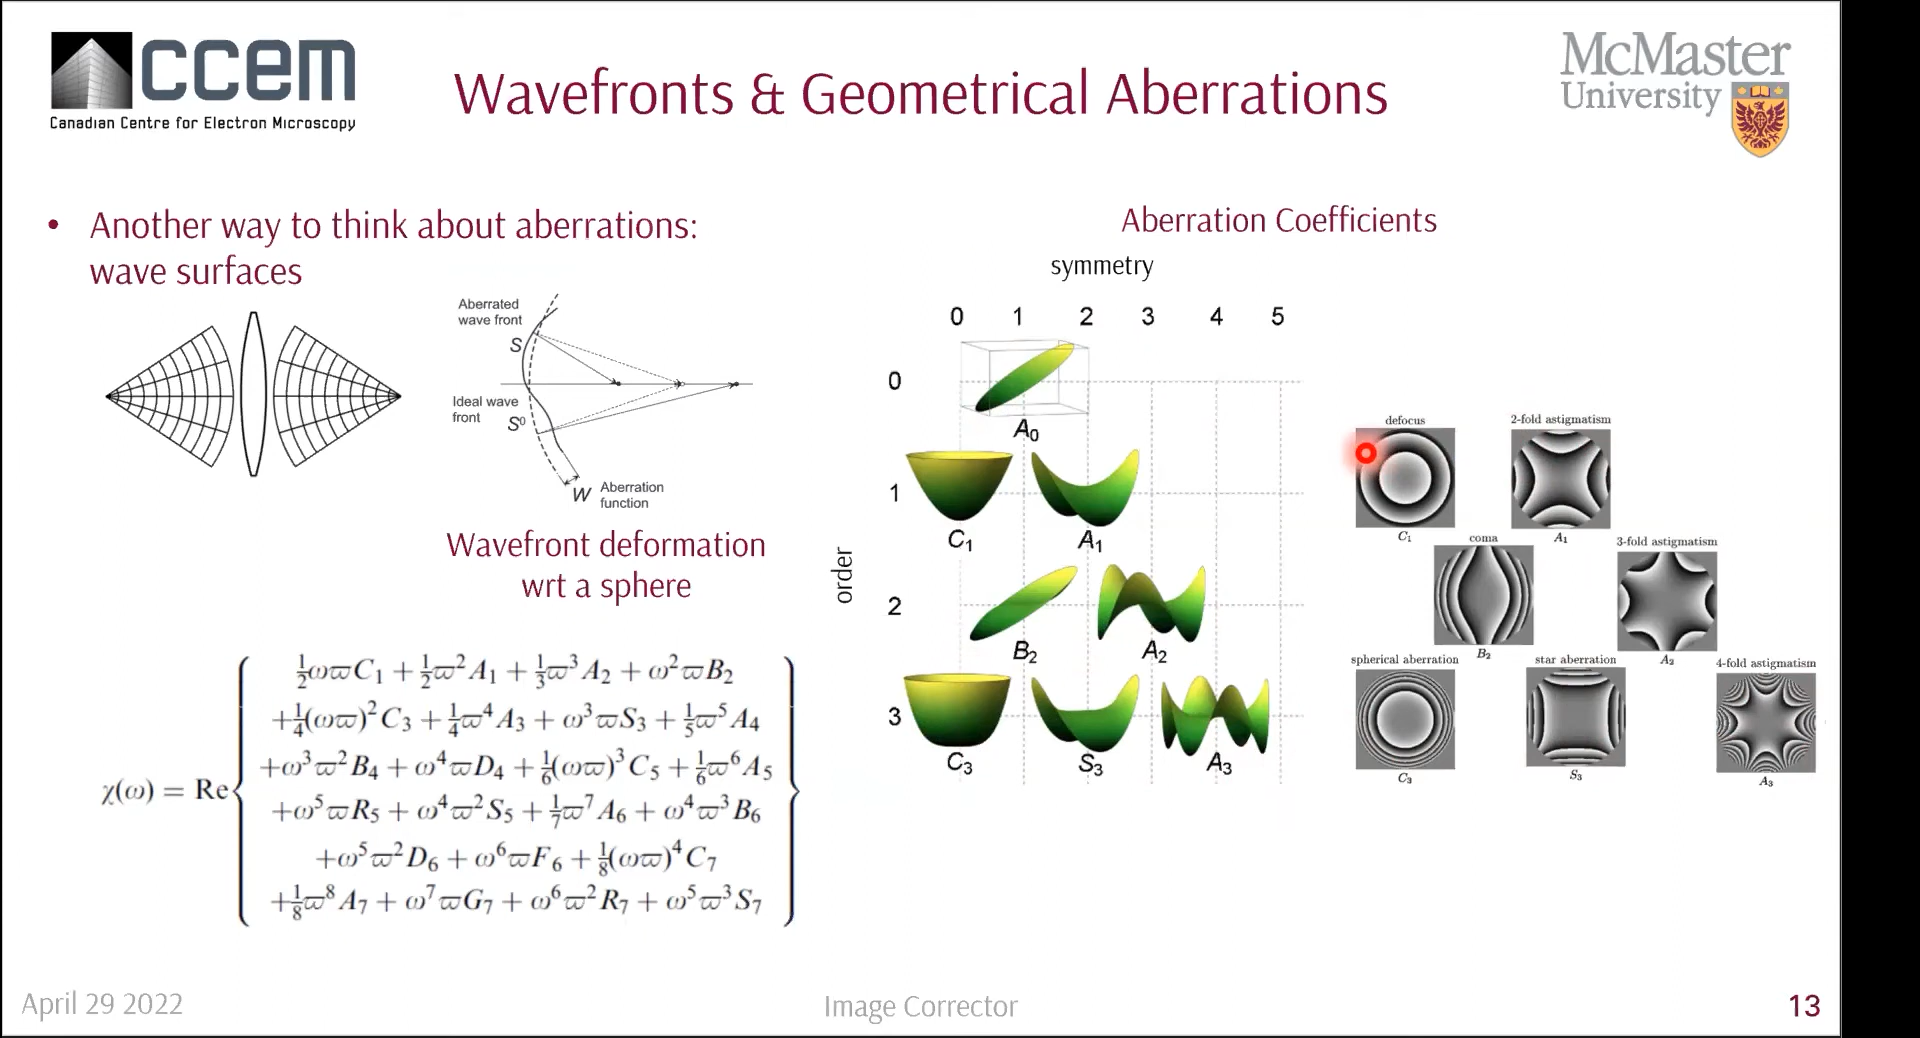 ccem
Canadian Centre for Electron Microscopy
Wavefronts & Geometrical Aberrations
McMaster
University
• Another way to think about aberrations:
wave surfaces
Aberrated
wave front
S
Ideal wave
front
S⁰
W
Aberration
function
Wavefront deformation
wrt a sphere
χ(ω) = Re{
½ωϖC₁ + ½ϖ²A₁ + ⅓ϖ³A₂ + ω²ϖB₂
+¼(ωϖ)²C₃ + ¼ϖ⁴A₃ + ω³ϖS₃ + ⅕ϖ⁵A₄
+ω³ϖ²B₄ + ω⁴ϖD₄ + ⅙(ωϖ)³C₅ + ⅙ϖ⁶A₅
+ω⁵ϖR₅ + ω⁴ϖ²S₅ + ⅐ϖ⁷A₆ + ω⁴ϖ³B₆
+ω⁵ϖ²D₆ + ω⁶ϖF₆ + ⅛(ωϖ)⁴C₇
+⅛ϖ⁸A₇ + ω⁷ϖG₇ + ω⁶ϖ²R₇ + ω⁵ϖ³S₇
}
Aberration Coefficients
symmetry
0 1 2 3 4 5
order
0
A₀
1
C₁ A₁
2
B₂ A₂
3
C₃ S₃ A₃
defocus
C₁
2-fold astigmatism
A₁
coma
B₂
3-fold astigmatism
A₂
spherical aberration
C₃
star aberration
S₃
4-fold astigmatism
A₃
April 29 2022
Image Corrector
13